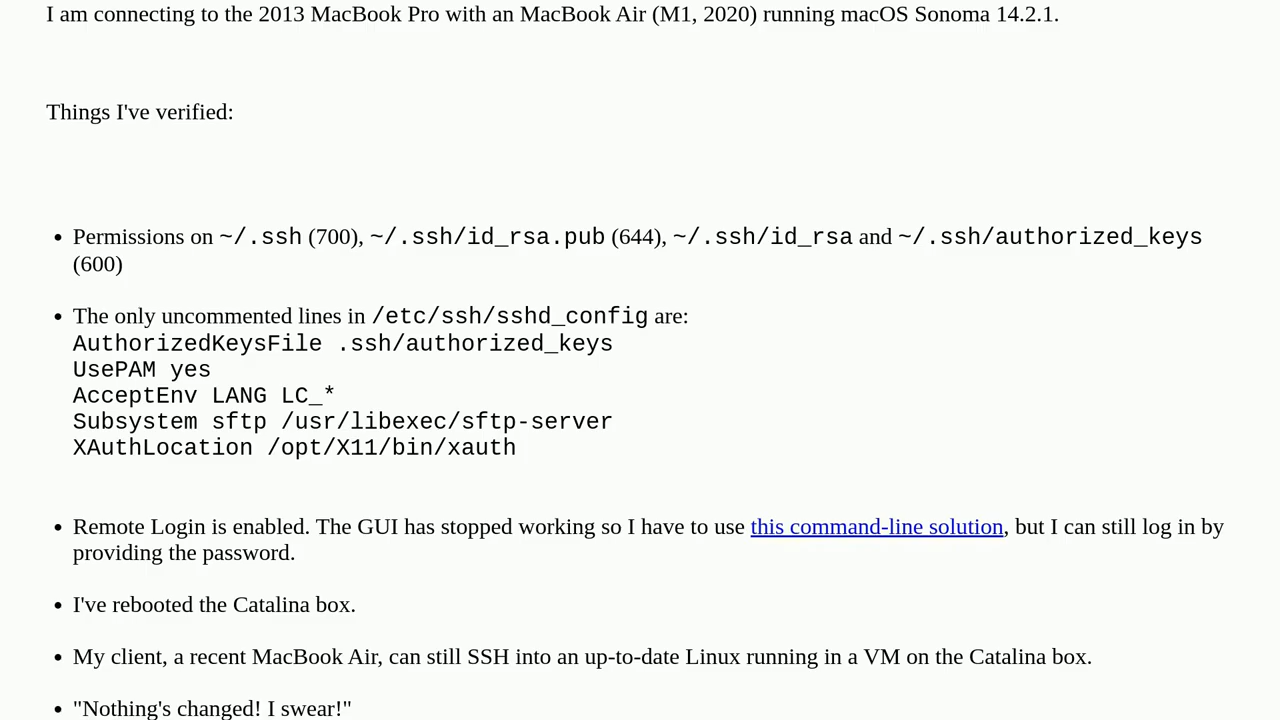 I am connecting to the 2013 MacBook Pro with an MacBook Air (M1, 2020) running macOS Sonoma 14.2.1.
Things I've verified:
• Permissions on ~/.ssh (700), ~/.ssh/id_rsa.pub (644), ~/.ssh/id_rsa and ~/.ssh/authorized_keys
(600)
• The only uncommented lines in /etc/ssh/sshd_config are:
AuthorizedKeysFile .ssh/authorized_keys
UsePAM yes
AcceptEnv LANG LC_*
Subsystem sftp /usr/libexec/sftp-server
XAuthLocation /opt/X11/bin/xauth
• Remote Login is enabled. The GUI has stopped working so I have to use this command-line solution, but I can still log in by
providing the password.
• I've rebooted the Catalina box.
• My client, a recent MacBook Air, can still SSH into an up-to-date Linux running in a VM on the Catalina box.
• "Nothing's changed! I swear!"